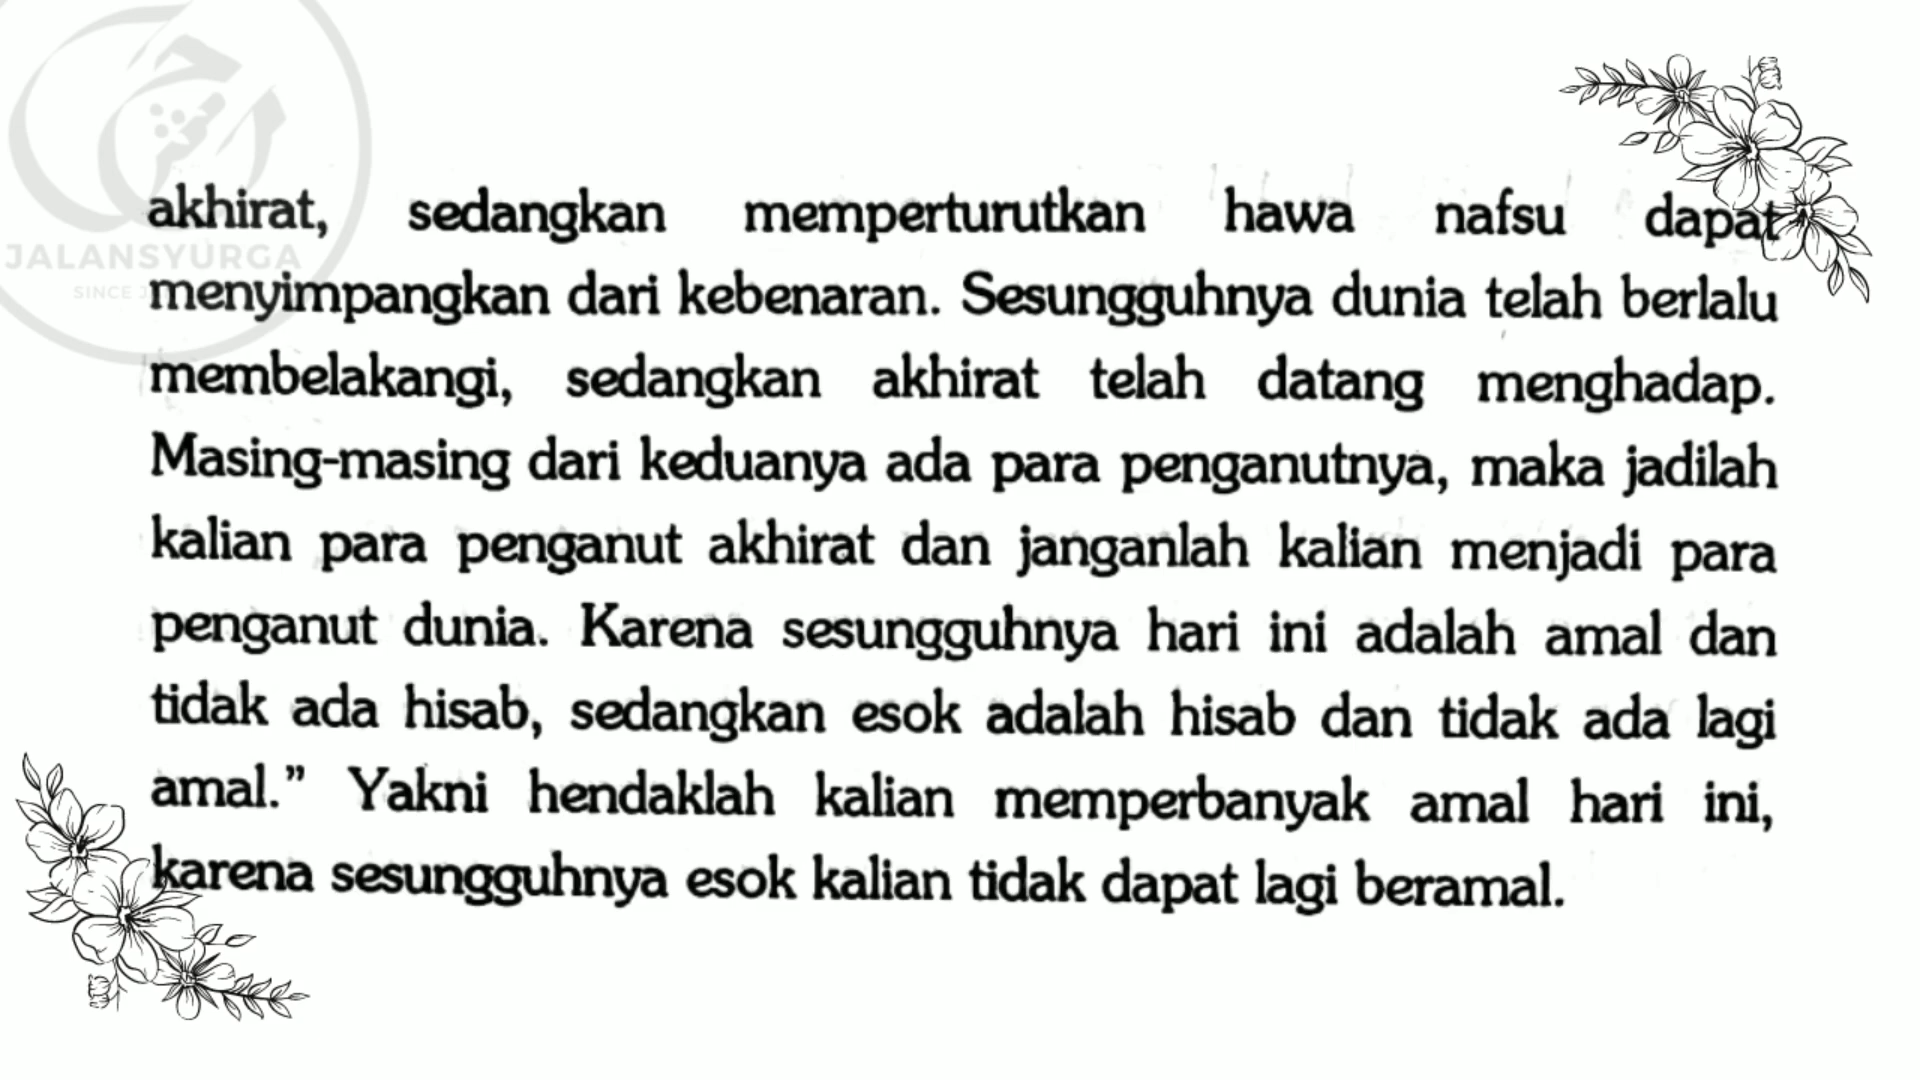 akhirat, sedangkan memperturutkan hawa nafsu dapat
JALANSYURGA
SINCE
menyimpangkan dari kebenaran. Sesungguhnya dunia telah berlalu
membelakangi, sedangkan akhirat telah datang menghadap.
Masing-masing dari keduanya ada para penganutnya, maka jadilah
kalian para penganut akhirat dan janganlah kalian menjadi para
penganut dunia. Karena sesungguhnya hari ini adalah amal dan
tidak ada hisab, sedangkan esok adalah hisab dan tidak ada lagi
amal.” Yakni hendaklah kalian memperbanyak amal hari ini,
karena sesungguhnya esok kalian tidak dapat lagi beramal.